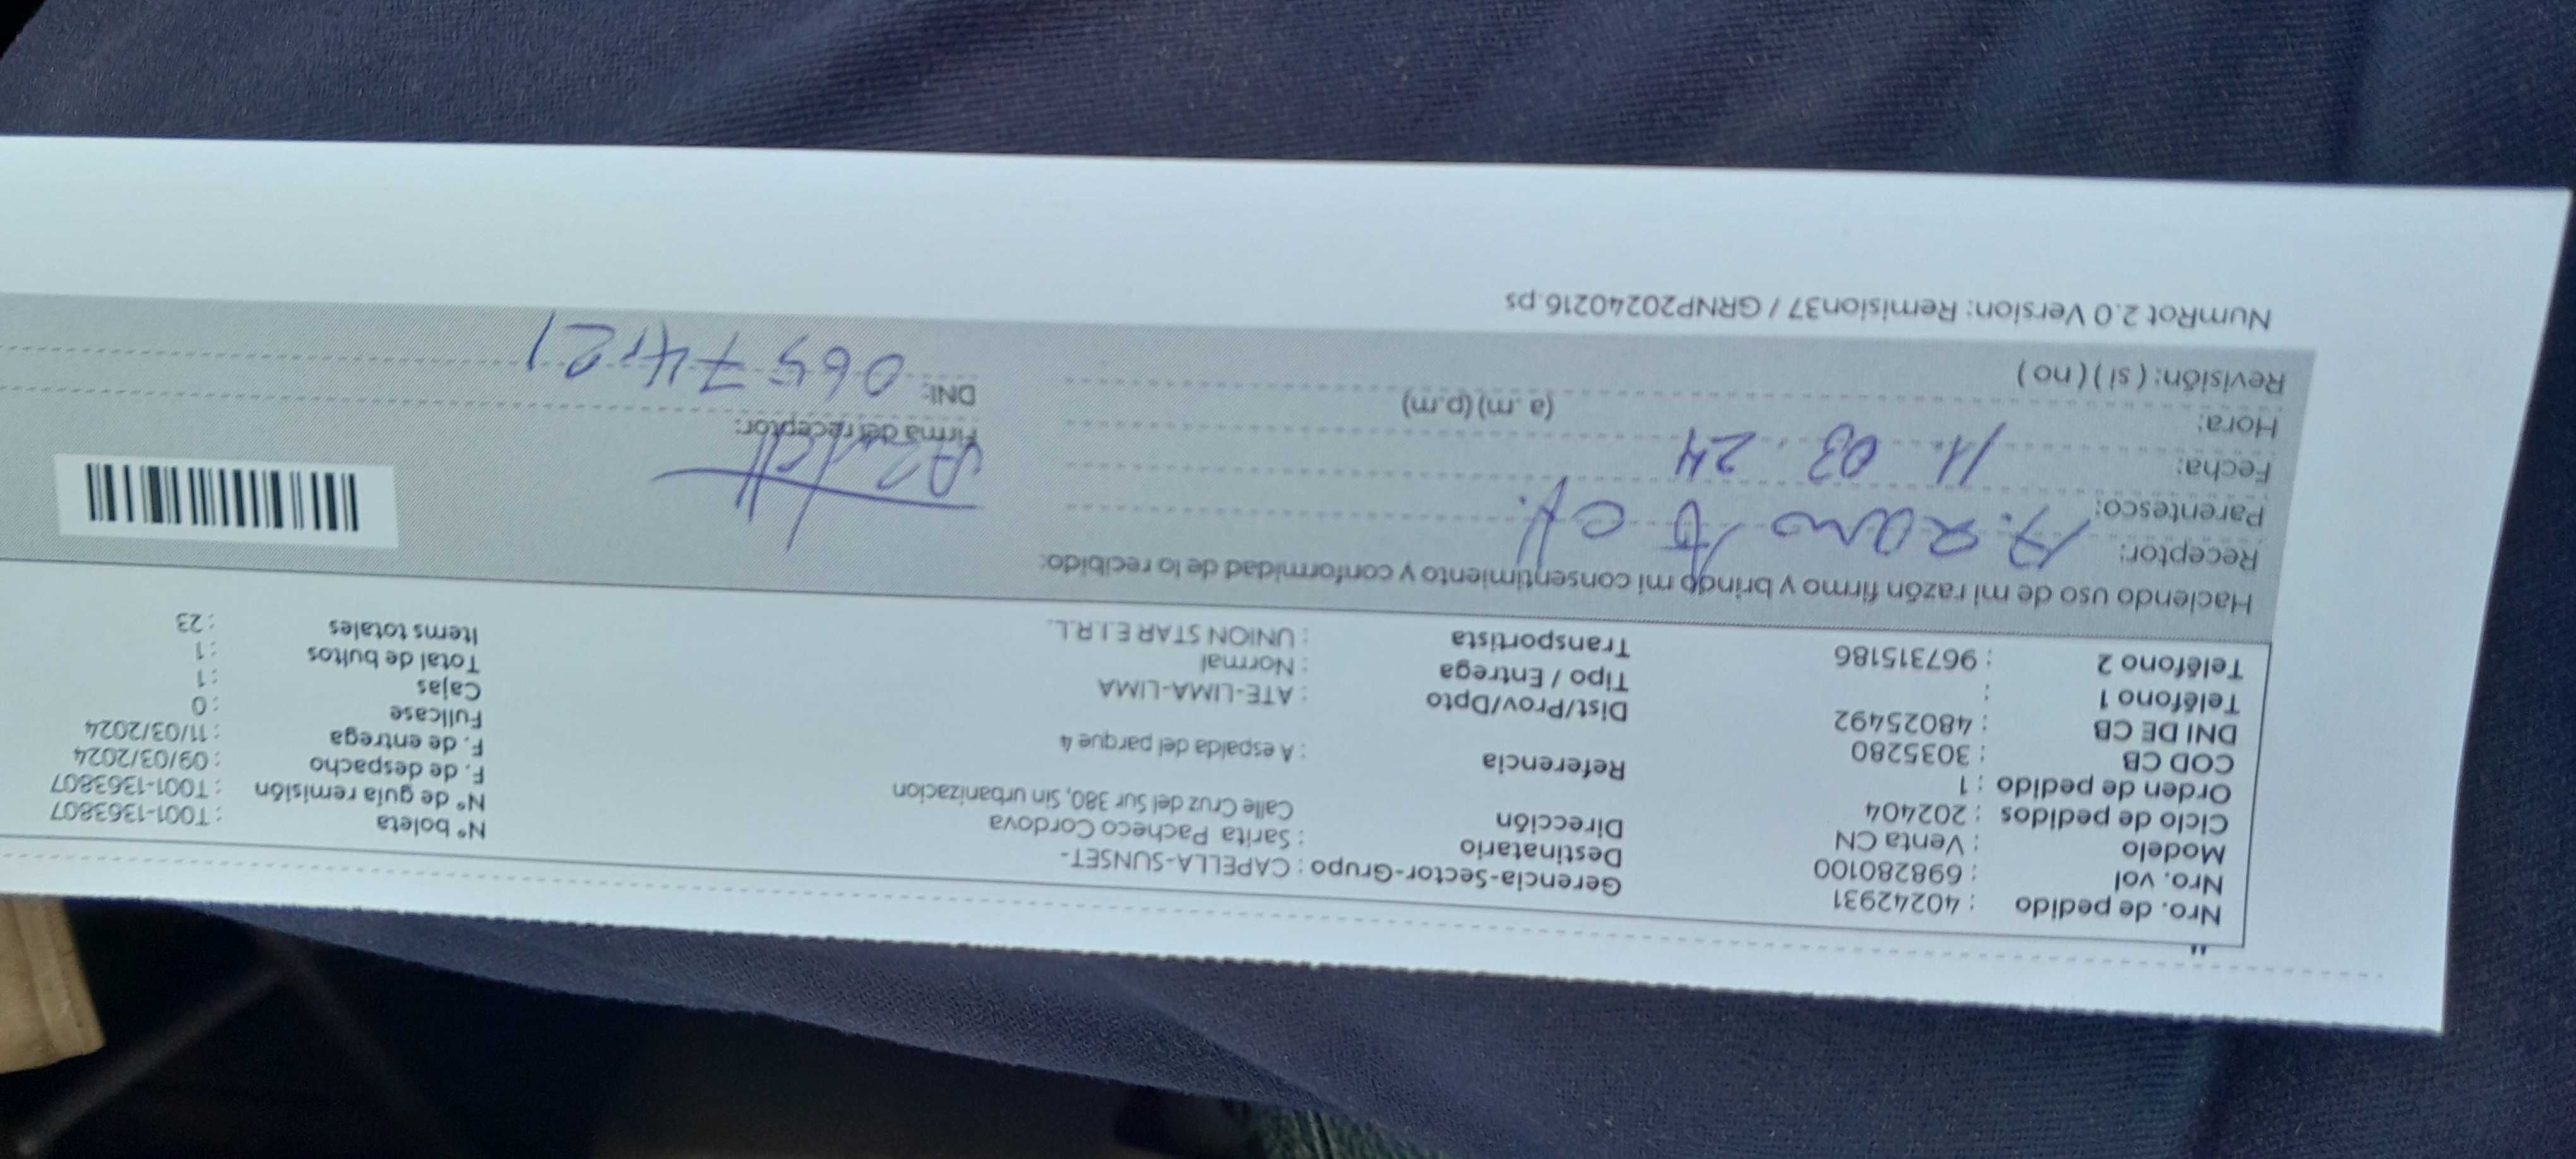 Nro. de pedido : 40242931
Nro. vol : 698280100
Modelo : Venta CN
Ciclo de pedidos : 202404
Orden de pedido : 1
COD CB : 3035280
DNI DE CB : 48025492
Teléfono 1 :
Teléfono 2 : 967315186
Gerencia-Sector-Grupo : CAPELLA-SUNSET-
Destinatario : Sarita Pacheco Cordova
Dirección Calle Cruz del Sur 380, Sin urbanizacion
Referencia : A espalda del parque 4
Dist/Prov/Dpto : ATE-LIMA-LIMA
Tipo / Entrega : Normal
Transportista : UNION STAR E.I.R.L.
N° boleta : T001-1363807
N° de guía remisión : T001-1363807
F. de despacho : 09/03/2024
F. de entrega : 11/03/2024
Fullcase : 0
Cajas : 1
Total de bultos : 1
Items totales : 23
Haciendo uso de mi razón firmo y brindo mi consentimiento y conformidad de lo recibido:
Receptor:
Parentesco:
Fecha: 11.03.24
Hora: (a.m) (p.m)
Revisión: ( si ) ( no )
Firma del receptor:
DNI:
NumRot 2.0 Version: Remision37 / GRNP20240216.ps